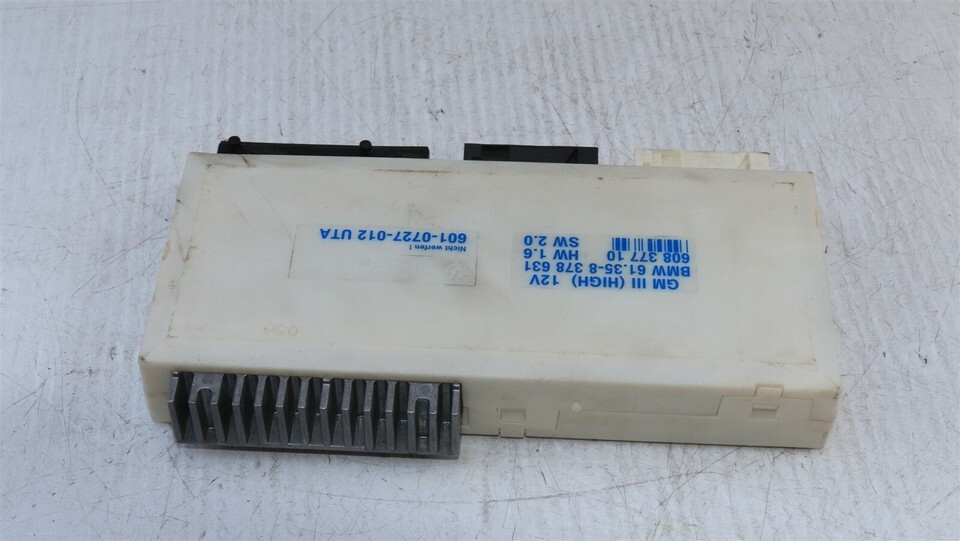 GM III (HIGH) 12V
BMW 61.35-8 378 631
608 377 10 HW 1.6
SW 2.0
Nicht werfen !
601-0727-012 UTA